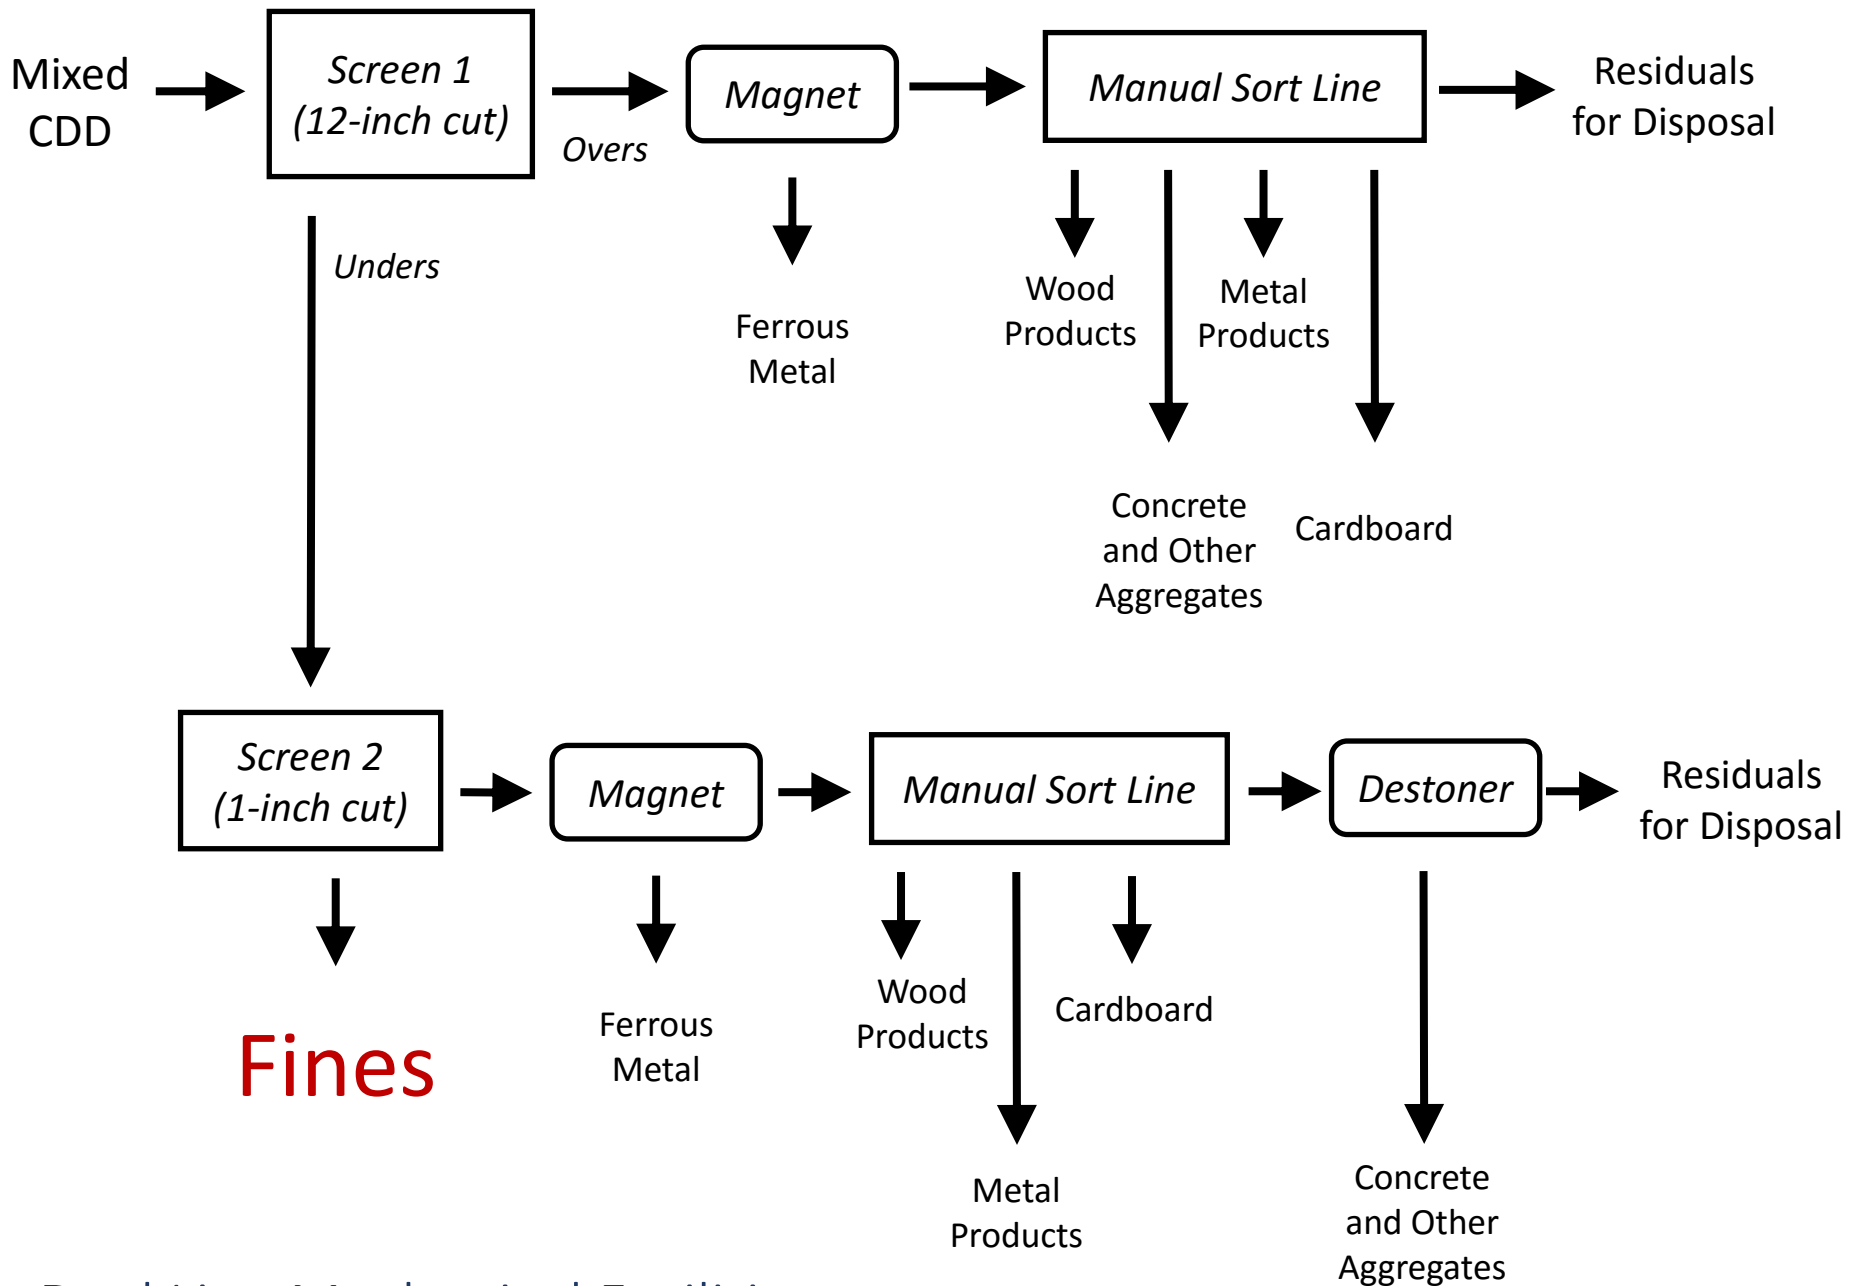 Mixed
CDD
Screen 1
(12-inch cut)
Overs
Magnet
Manual Sort Line
Residuals
for Disposal
Unders
Ferrous
Metal
Wood
Products
Metal
Products
Concrete
and Other
Aggregates
Cardboard
Screen 2
(1-inch cut)
Magnet
Manual Sort Line
Destoner
Residuals
for Disposal
Fines
Ferrous
Metal
Wood
Products
Cardboard
Metal
Products
Concrete
and Other
Aggregates